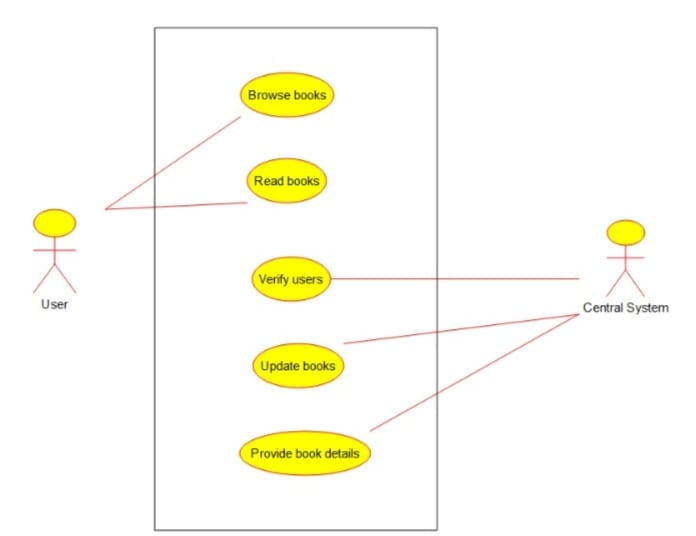 Browse books
Read books
User
Verify users
Central System
Update books
Provide book details